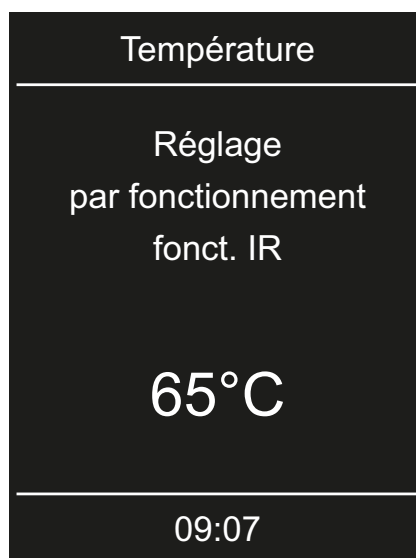 Température
Réglage
par fonctionnement
fonct. IR
65°C
09:07